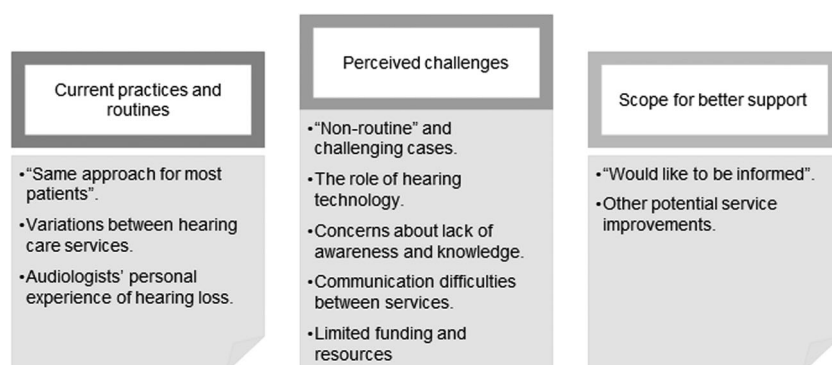 Current practices and
routines
•“Same approach for most
patients”.
•Variations between hearing
care services.
•Audiologists’ personal
experience of hearing loss.
Perceived challenges
•“Non-routine” and
challenging cases.
•The role of hearing
technology.
•Concerns about lack of
awareness and knowledge.
•Communication difficulties
between services.
•Limited funding and
resources
Scope for better support
•“Would like to be informed”.
•Other potential service
improvements.